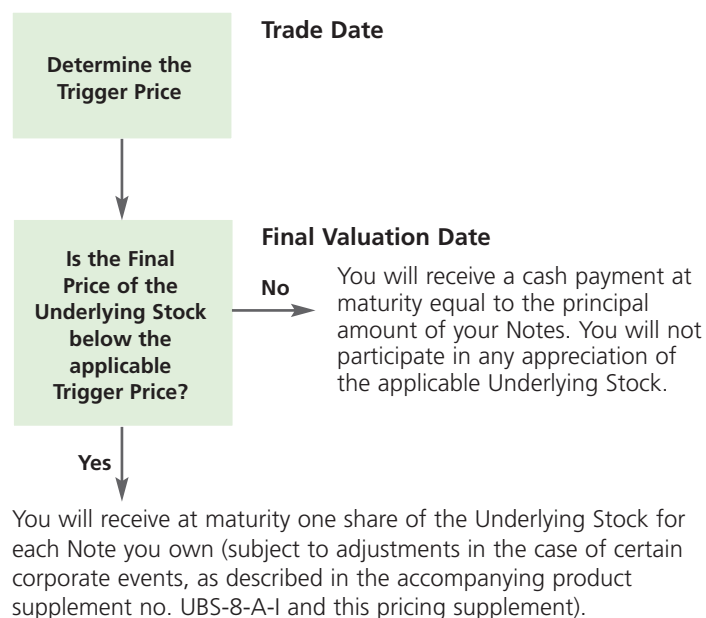 Trade Date
Determine the
Trigger Price
Final Valuation Date
Is the Final
Price of the
Underlying Stock
below the
applicable
Trigger Price?
No
You will receive a cash payment at
maturity equal to the principal
amount of your Notes. You will not
participate in any appreciation of
the applicable Underlying Stock.
Yes
You will receive at maturity one share of the Underlying Stock for
each Note you own (subject to adjustments in the case of certain
corporate events, as described in the accompanying product
supplement no. UBS-8-A-I and this pricing supplement).